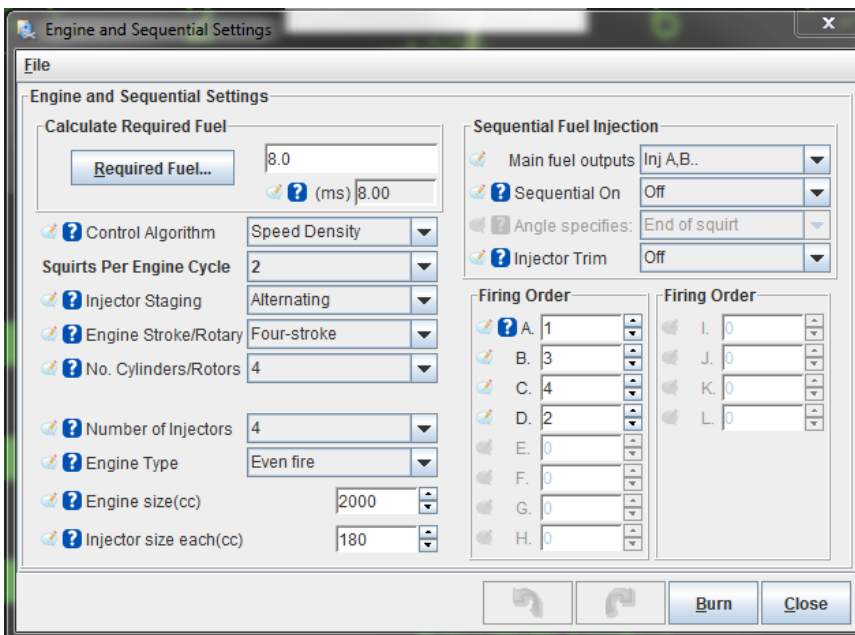 Engine and Sequential Settings
x
File
Engine and Sequential Settings
Calculate Required Fuel
Required Fuel...
8.0
? (ms) 8.00
? Control Algorithm Speed Density
Squirts Per Engine Cycle 2
? Injector Staging Alternating
? Engine Stroke/Rotary Four-stroke
? No. Cylinders/Rotors 4
? Number of Injectors 4
? Engine Type Even fire
? Engine size(cc) 2000
? Injector size each(cc) 180
Sequential Fuel Injection
Main fuel outputs Inj A,B..
? Sequential On Off
? Angle specifies: End of squirt
? Injector Trim Off
Firing Order
? A. 1
B. 3
C. 4
D. 2
E. 0
F. 0
G. 0
H. 0
Firing Order
I. 0
J. 0
K. 0
L. 0
Burn
Close